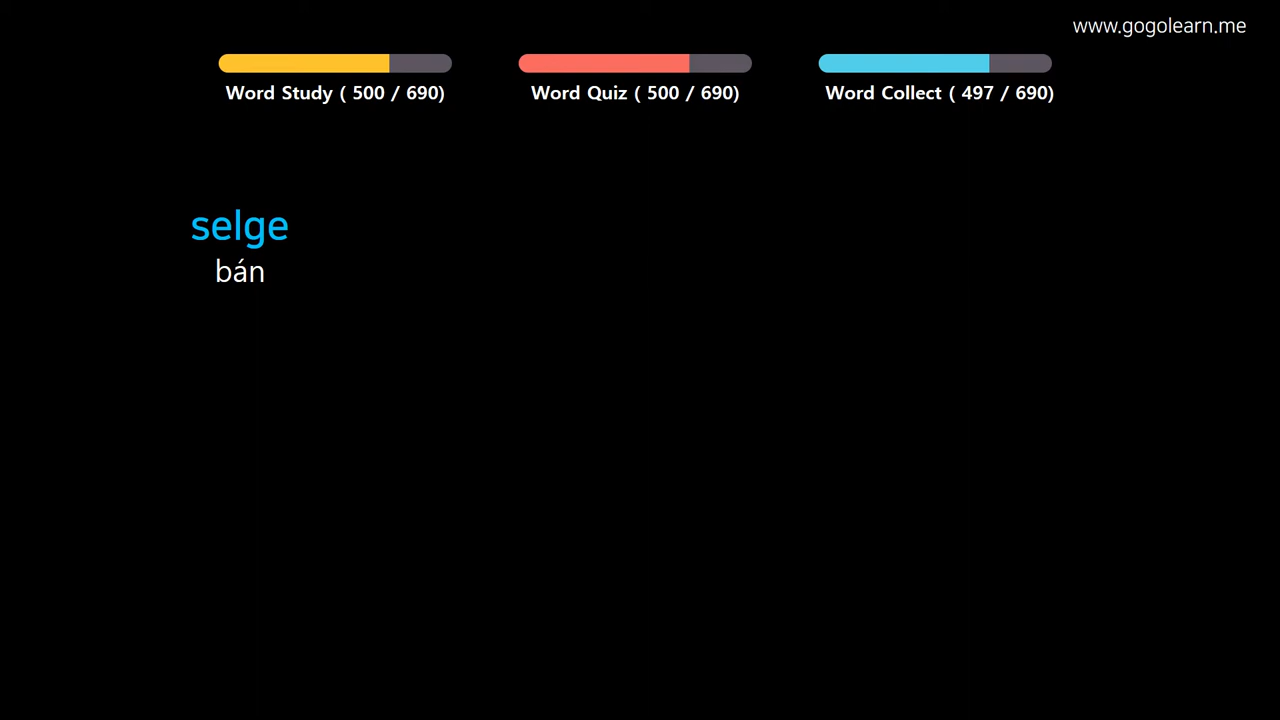 www.gogolearn.me
Word Study ( 500 / 690)
Word Quiz ( 500 / 690)
Word Collect ( 497 / 690)
selge
bán